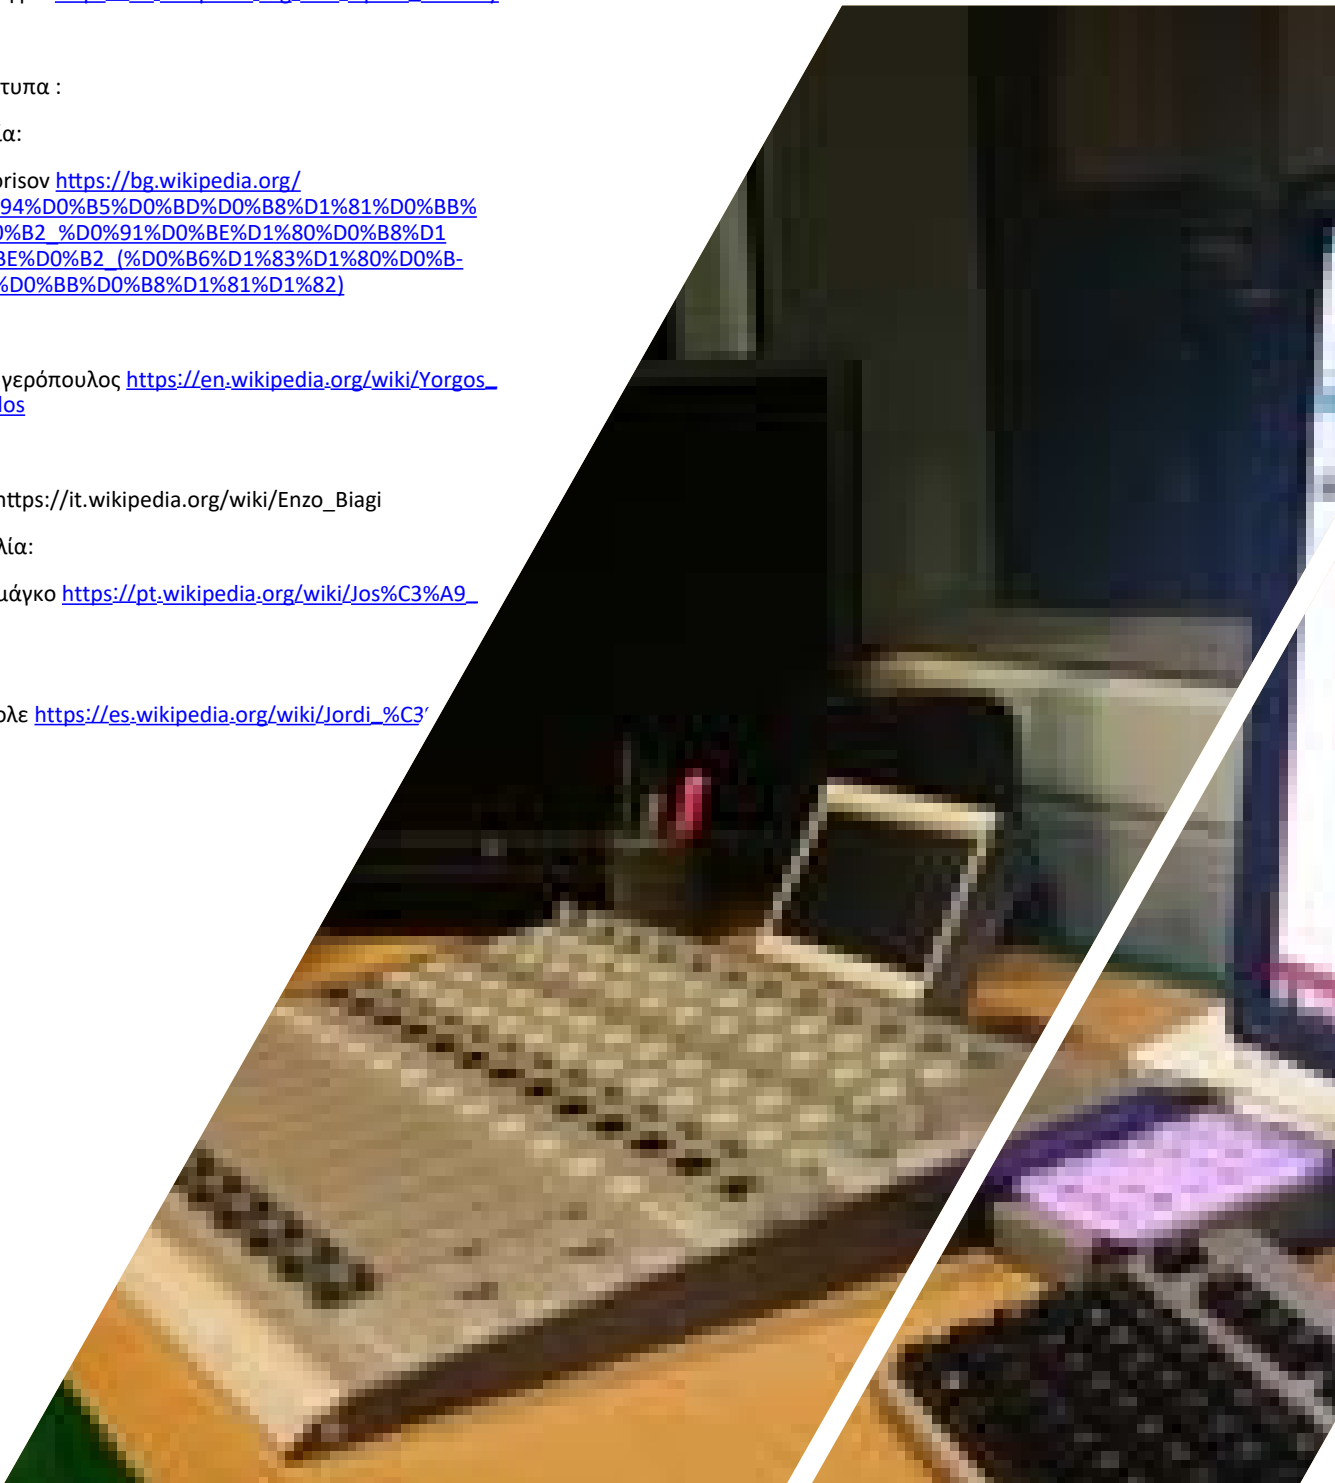 τυπα :
ία:
orisov https://bg.wikipedia.org/
94%D0%B5%D0%BD%D0%B8%D1%81%D0%BB%
0%B2_%D0%91%D0%BE%D1%80%D0%B8%D1
BE%D0%B2_(%D0%B6%D1%83%D1%80%D0%B-
%D0%BB%D0%B8%D1%81%D1%82)
γερόπουλος https://en.wikipedia.org/wiki/Yorgos_
los
https://it.wikipedia.org/wiki/Enzo_Biagi
λία:
μάγκο https://pt.wikipedia.org/wiki/Jos%C3%A9_
ολε https://es.wikipedia.org/wiki/Jordi_%C3